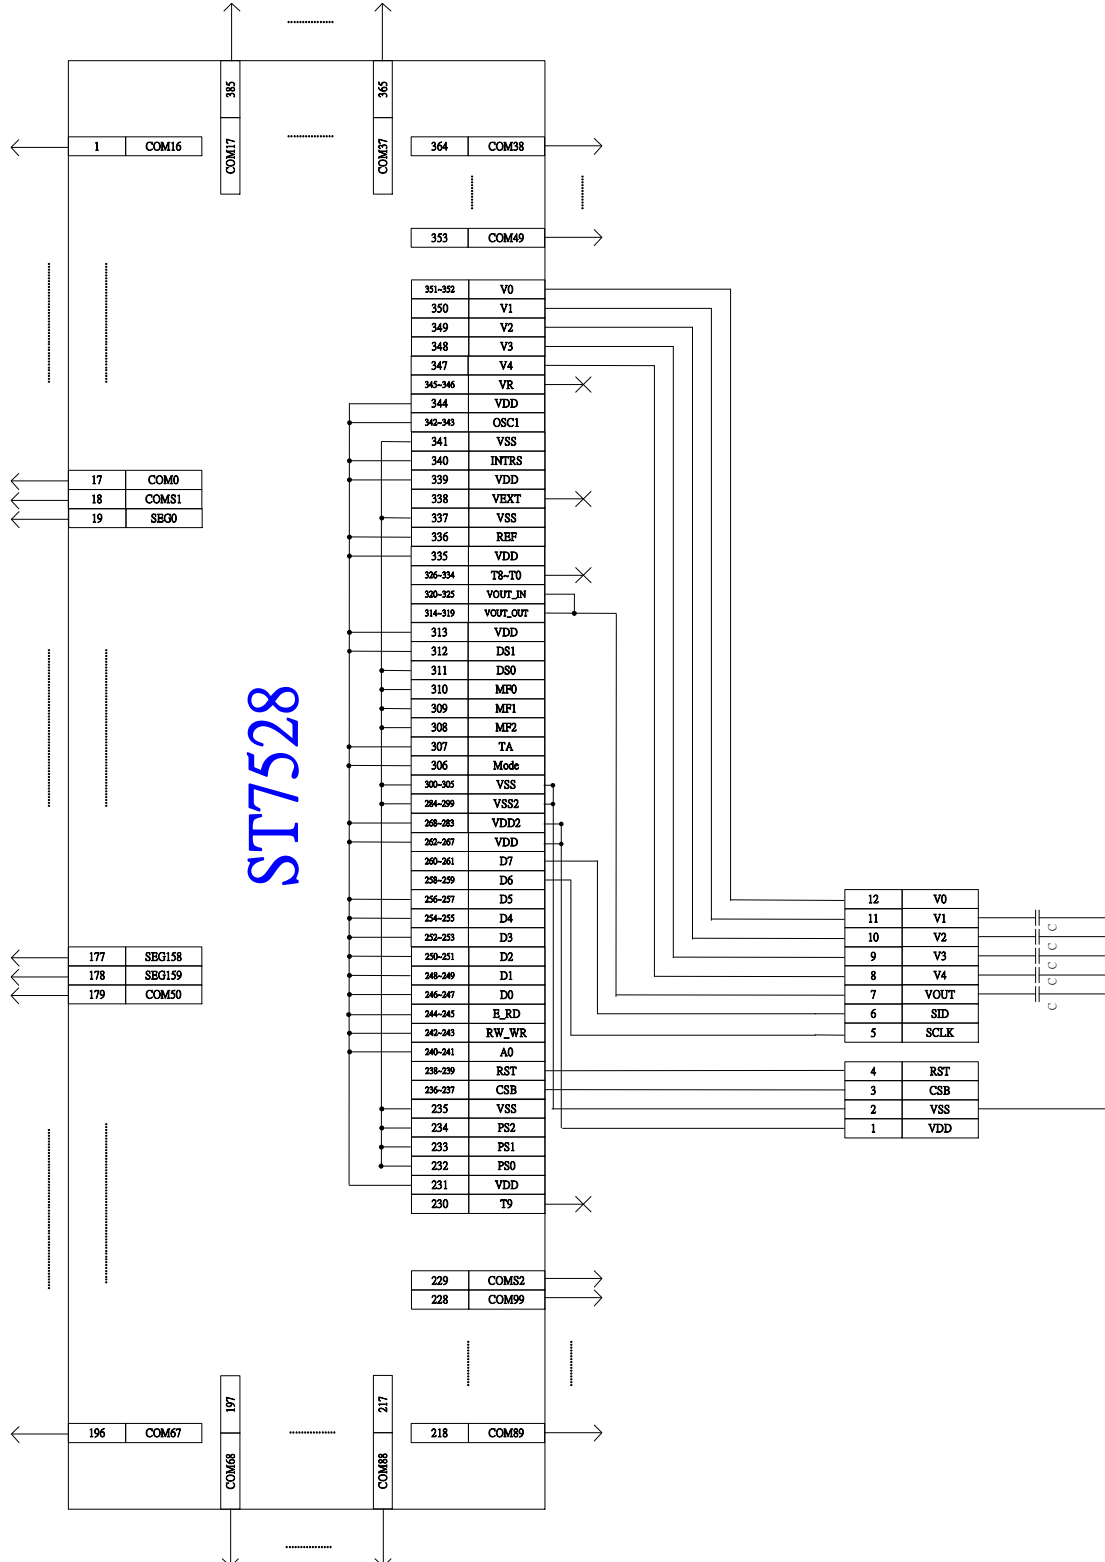 385
365
COM17
COM37
1 COM16
364 COM38
353 COM49
351~352 V0
350 V1
349 V2
348 V3
347 V4
345~346 VR
344 VDD
342~343 OSC1
341 VSS
340 INTRS
339 VDD
338 VEXT
337 VSS
336 REF
335 VDD
326~334 T8~T0
320~325 VOUT_IN
314~319 VOUT_OUT
313 VDD
312 DS1
311 DS0
310 MF0
309 MF1
308 MF2
307 TA
306 Mode
300~305 VSS
284~299 VSS2
268~283 VDD2
262~267 VDD
260~261 D7
258~259 D6
256~257 D5
254~255 D4
252~253 D3
250~251 D2
248~249 D1
246~247 D0
244~245 E_RD
242~243 RW_WR
240~241 A0
238~239 RST
236~237 CSB
235 VSS
234 PS2
233 PS1
232 PS0
231 VDD
230 T9
229 COMS2
228 COM99
218 COM89
17 COM0
18 COMS1
19 SEG0
ST7528
177 SEG158
178 SEG159
179 COM50
196 COM67
197
217
COM68
COM88
12 V0
11 V1
10 V2
9 V3
8 V4
7 VOUT
6 SID
5 SCLK
4 RST
3 CSB
2 VSS
1 VDD
C
C
C
C
C